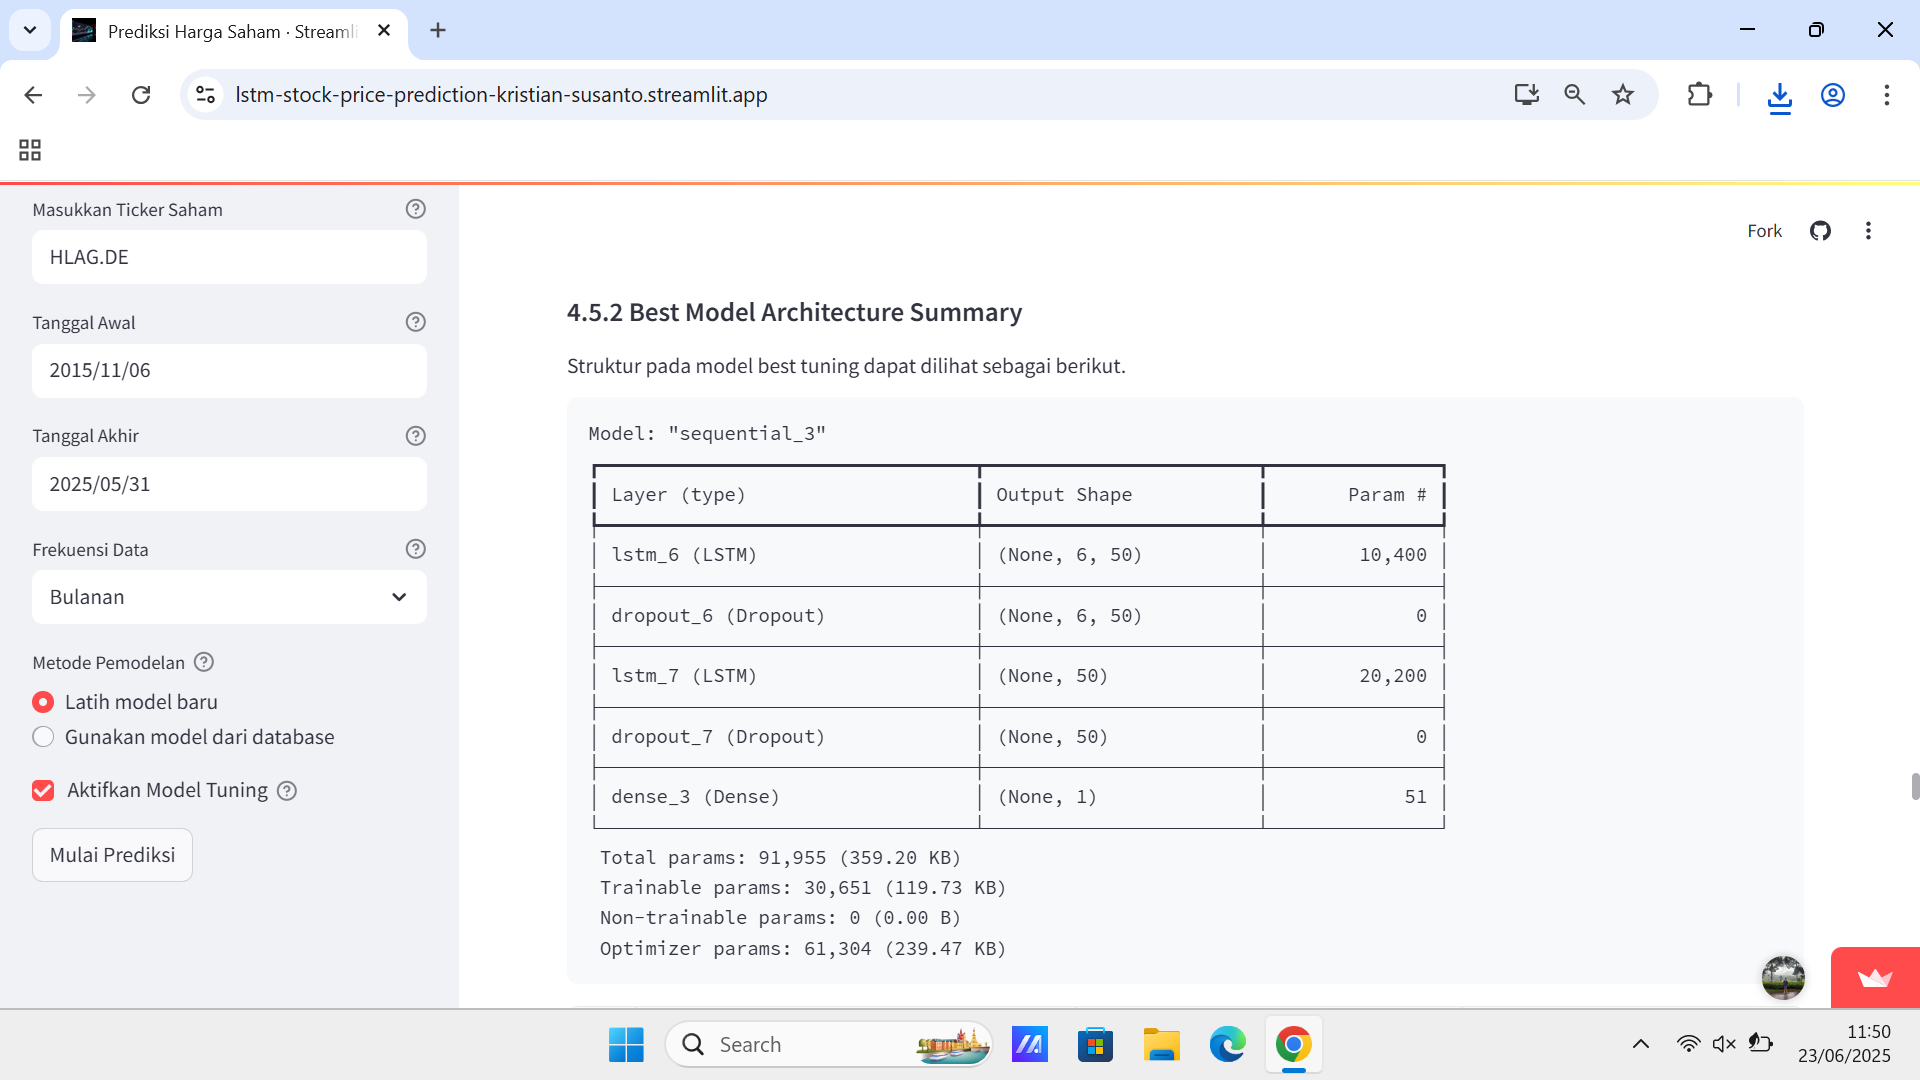 Prediksi Harga Saham · Streamli
lstm-stock-price-prediction-kristian-susanto.streamlit.app
Masukkan Ticker Saham
HLAG.DE
Tanggal Awal
2015/11/06
Tanggal Akhir
2025/05/31
Frekuensi Data
Bulanan
Metode Pemodelan
Latih model baru
Gunakan model dari database
Aktifkan Model Tuning
Mulai Prediksi
Fork
4.5.2 Best Model Architecture Summary
Struktur pada model best tuning dapat dilihat sebagai berikut.
Model: "sequential_3"
Layer (type) Output Shape Param #
lstm_6 (LSTM) (None, 6, 50) 10,400
dropout_6 (Dropout) (None, 6, 50) 0
lstm_7 (LSTM) (None, 50) 20,200
dropout_7 (Dropout) (None, 50) 0
dense_3 (Dense) (None, 1) 51
Total params: 91,955 (359.20 KB)
Trainable params: 30,651 (119.73 KB)
Non-trainable params: 0 (0.00 B)
Optimizer params: 61,304 (239.47 KB)
Search
11:50
23/06/2025